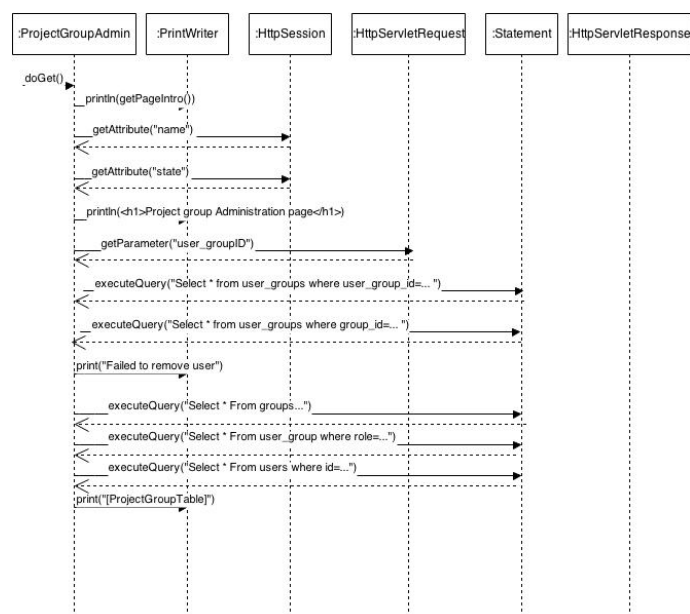 :ProjectGroupAdmin :PrintWriter :HttpSession :HttpServletRequest :Statement :HttpServletResponse
doGet()
println(getPageIntro())
getAttribute("name")
getAttribute("state")
println(<h1>Project group Administration page</h1>)
getParameter("user_groupID")
executeQuery("Select * from user_groups where user_group_id=... ")
executeQuery("Select * from user_groups where group_id=... ")
print("Failed to remove user")
executeQuery("Select * From groups...")
executeQuery("Select * From user_group where role=...")
executeQuery("Select * From users where id=...")
print("[ProjectGroupTable]")